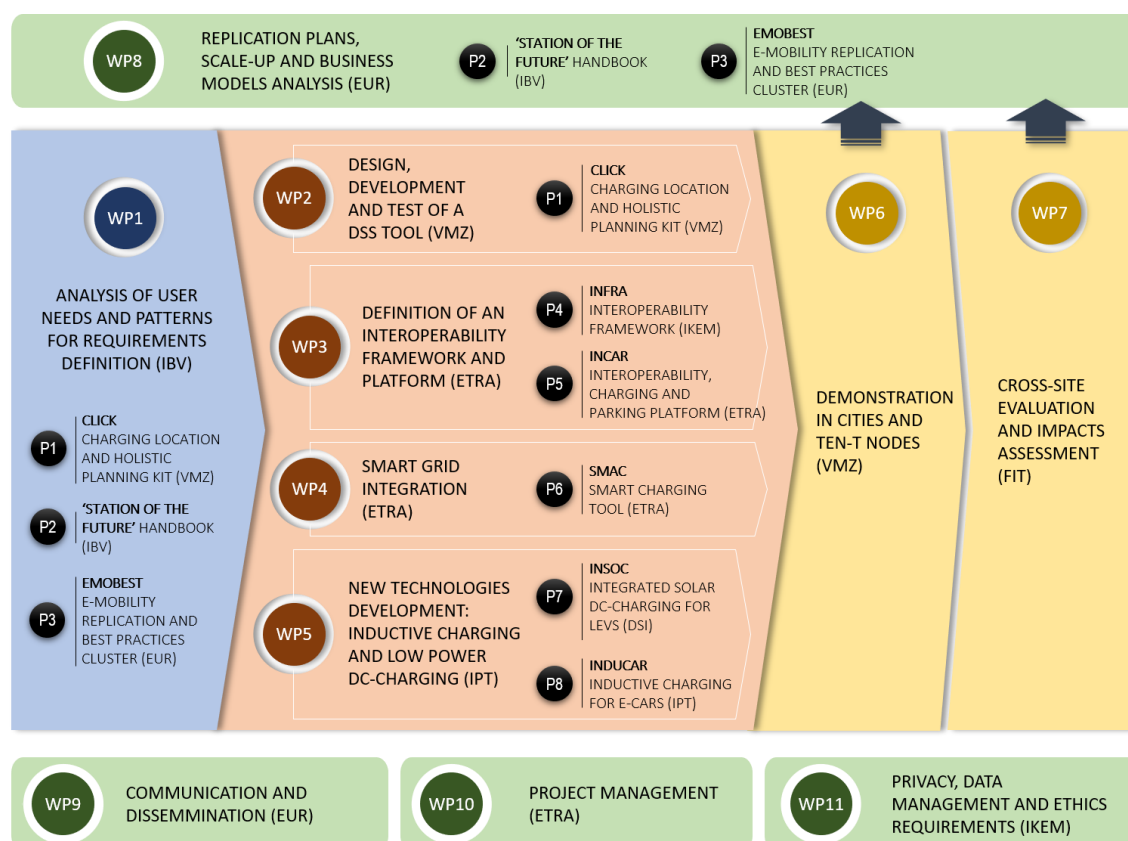 WP8
REPLICATION PLANS,
SCALE-UP AND BUSINESS
MODELS ANALYSIS (EUR)
P2
‘STATION OF THE
FUTURE’ HANDBOOK
(IBV)
P3
EMOBEST
E-MOBILITY REPLICATION
AND BEST PRACTICES
CLUSTER (EUR)
WP1
ANALYSIS OF USER
NEEDS AND PATTERNS
FOR REQUIREMENTS
DEFINITION (IBV)
P1
CLICK
CHARGING LOCATION
AND HOLISTIC
PLANNING KIT (VMZ)
P2
‘STATION OF THE
FUTURE’ HANDBOOK
(IBV)
P3
EMOBEST
E-MOBILITY
REPLICATION AND
BEST PRACTICES
CLUSTER (EUR)
WP2
DESIGN,
DEVELOPMENT
AND TEST OF A
DSS TOOL (VMZ)
P1
CLICK
CHARGING LOCATION
AND HOLISTIC
PLANNING KIT (VMZ)
WP3
DEFINITION OF AN
INTEROPERABILITY
FRAMEWORK AND
PLATFORM (ETRA)
P4
INFRA
INTEROPERABILITY
FRAMEWORK (IKEM)
P5
INCAR
INTEROPERABILITY,
CHARGING AND
PARKING PLATFORM (ETRA)
WP4
SMART GRID
INTEGRATION
(ETRA)
P6
SMAC
SMART CHARGING
TOOL (ETRA)
WP5
NEW TECHNOLOGIES
DEVELOPMENT:
INDUCTIVE CHARGING
AND LOW POWER
DC-CHARGING (IPT)
P7
INSOC
INTEGRATED SOLAR
DC-CHARGING FOR
LEVS (DSI)
P8
INDUCAR
INDUCTIVE CHARGING
FOR E-CARS (IPT)
WP6
DEMONSTRATION
IN CITIES AND
TEN-T NODES
(VMZ)
WP7
CROSS-SITE
EVALUATION
AND IMPACTS
ASSESSMENT
(FIT)
WP9
COMMUNICATION AND
DISSEMMINATION (EUR)
WP10
PROJECT MANAGEMENT
(ETRA)
WP11
PRIVACY, DATA
MANAGEMENT AND ETHICS
REQUIREMENTS (IKEM)